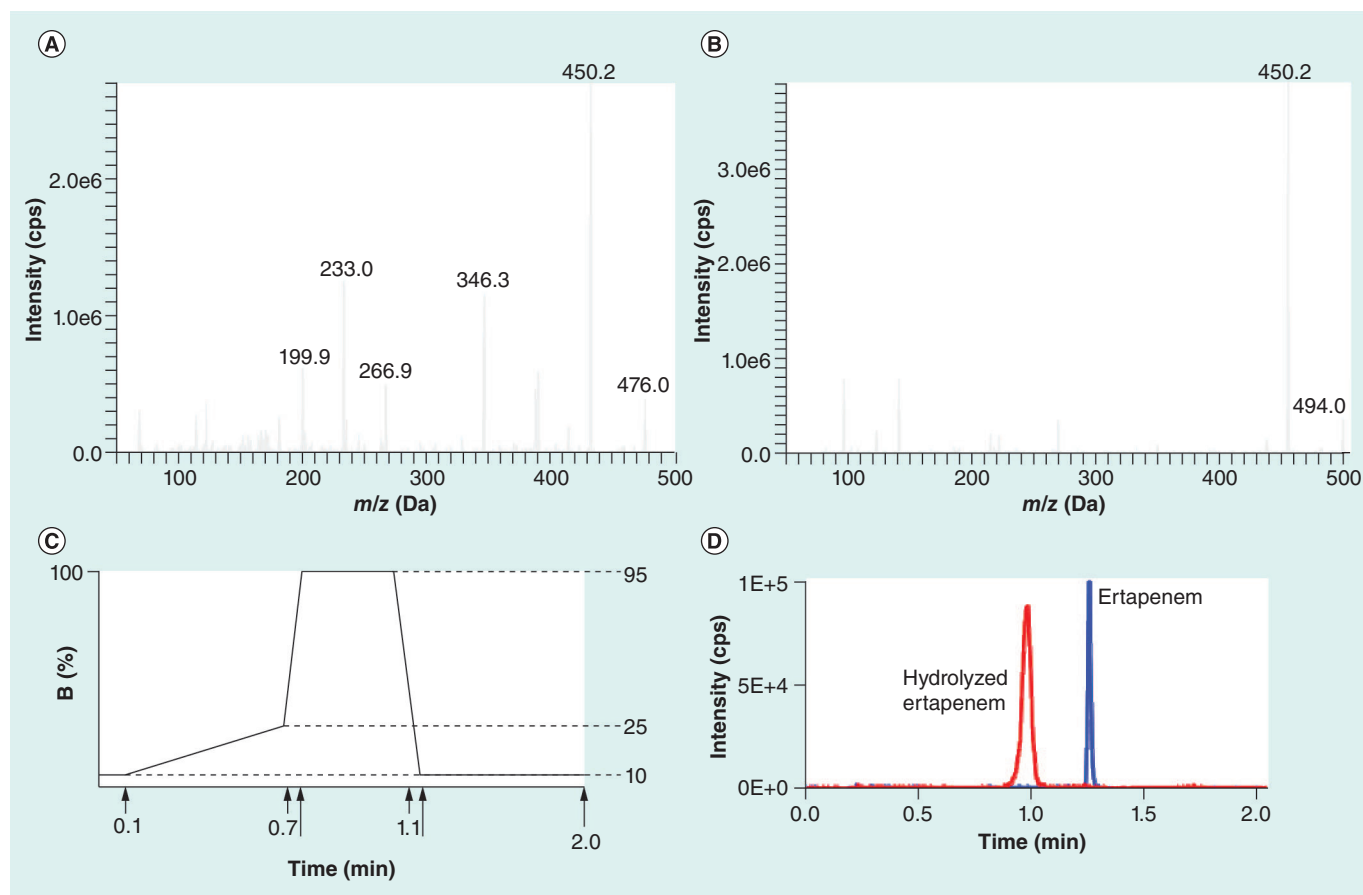 A
450.2
2.0e6
1.0e6
0.0
233.0
346.3
199.9
266.9
476.0
100
200
300
400
500
Intensity (cps)
m/z (Da)
B
450.2
3.0e6
2.0e6
1.0e6
0.0
494.0
100
200
300
400
500
Intensity (cps)
m/z (Da)
C
100
95
25
10
B (%)
0.1
0.7
1.1
2.0
Time (min)
D
1E+5
5E+4
0E+0
Ertapenem
Hydrolyzed
ertapenem
Intensity (cps)
0.0
0.5
1.0
1.5
2.0
Time (min)